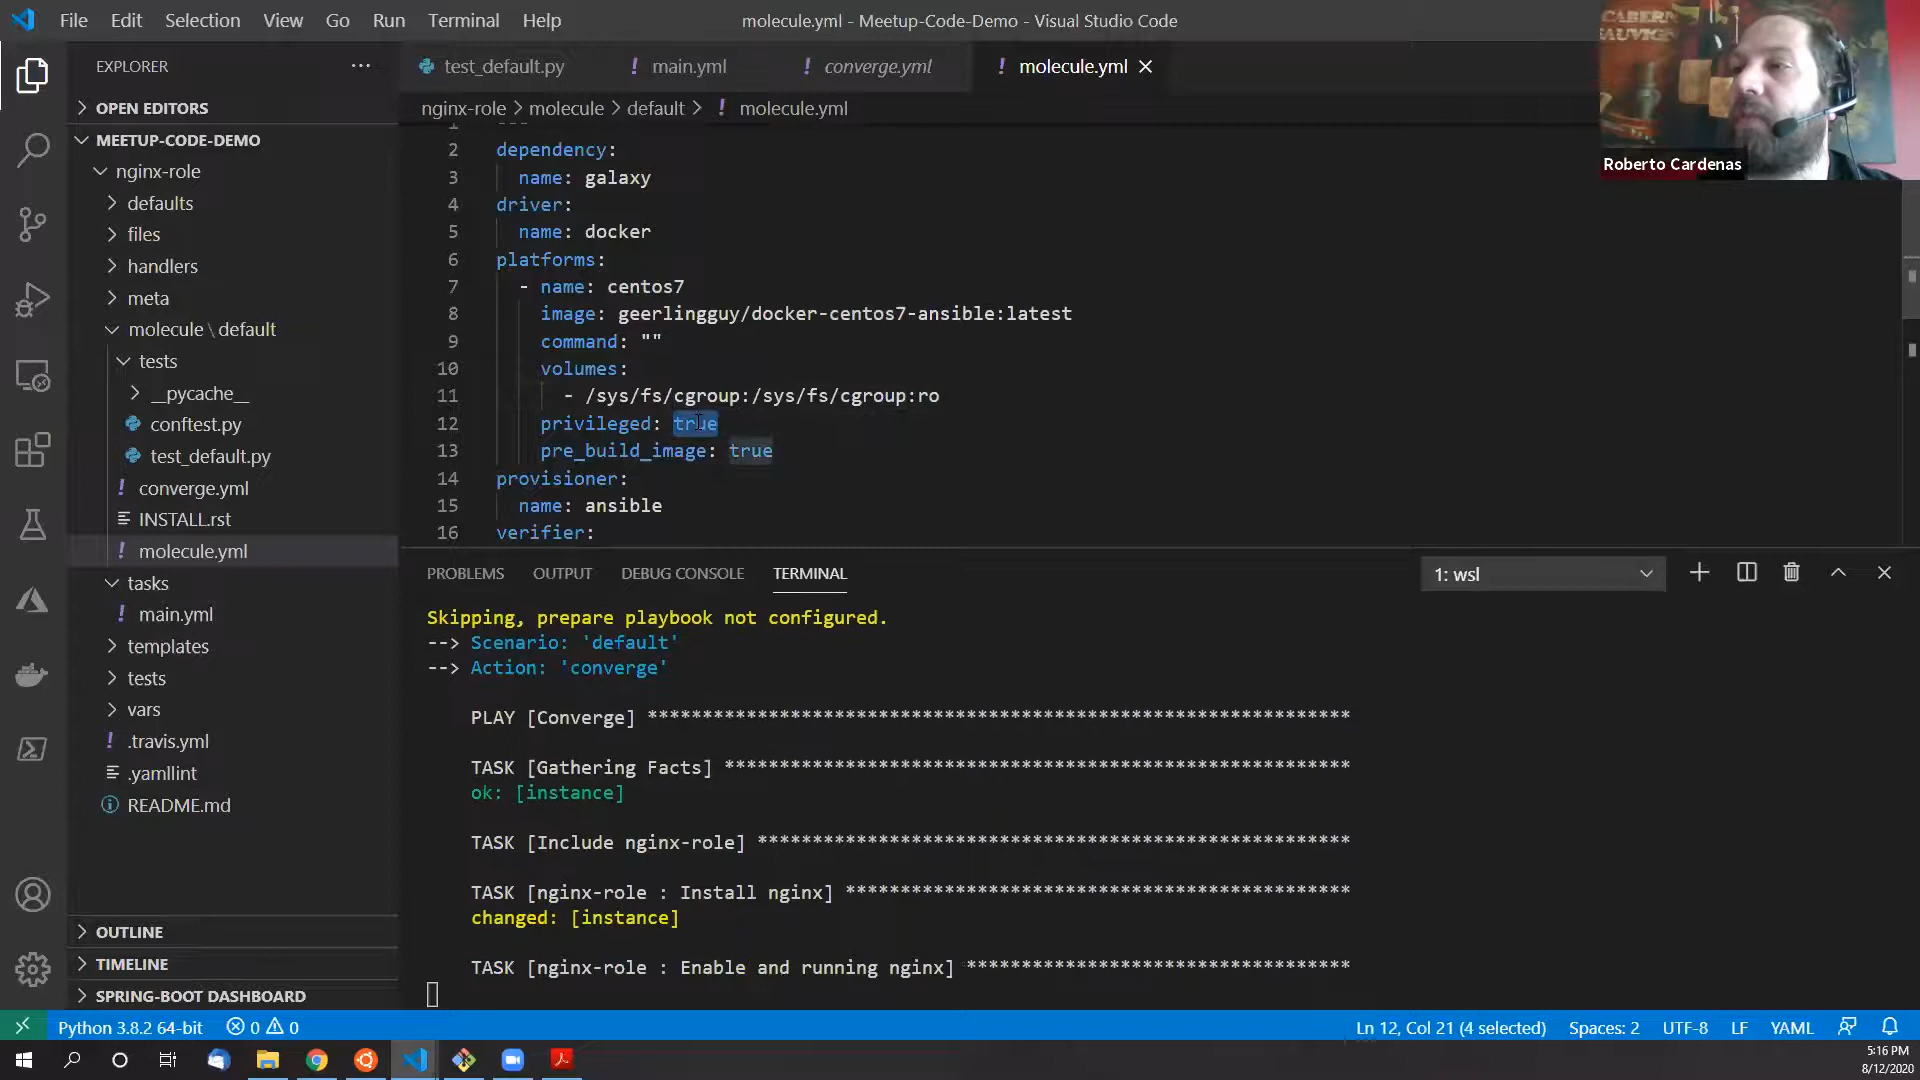 File Edit Selection View Go Run Terminal Help
molecule.yml - Meetup-Code-Demo - Visual Studio Code
CABERN
SAUVIG
Roberto Cardenas
EXPLORER
OPEN EDITORS
MEETUP-CODE-DEMO
nginx-role
defaults
files
handlers
meta
molecule \ default
tests
__pycache__
conftest.py
test_default.py
converge.yml
INSTALL.rst
molecule.yml
tasks
main.yml
templates
tests
vars
.travis.yml
.yamllint
README.md
OUTLINE
TIMELINE
SPRING-BOOT DASHBOARD
test_default.py
main.yml
converge.yml
molecule.yml
nginx-role > molecule > default > ! molecule.yml
1 ---
2 dependency:
3 name: galaxy
4 driver:
5 name: docker
6 platforms:
7 - name: centos7
8 image: geerlingguy/docker-centos7-ansible:latest
9 command: ""
10 volumes:
11 - /sys/fs/cgroup:/sys/fs/cgroup:ro
12 privileged: true
13 pre_build_image: true
14 provisioner:
15 name: ansible
16 verifier:
PROBLEMS OUTPUT DEBUG CONSOLE TERMINAL
1: wsl
Skipping, prepare playbook not configured.
--> Scenario: 'default'
--> Action: 'converge'
PLAY [Converge] ****************************************************************
TASK [Gathering Facts] *********************************************************
ok: [instance]
TASK [Include nginx-role] ******************************************************
TASK [nginx-role : Install nginx] **********************************************
changed: [instance]
TASK [nginx-role : Enable and running nginx] ***********************************
Python 3.8.2 64-bit
0 0
Ln 12, Col 21 (4 selected)
Spaces: 2
UTF-8
LF
YAML
5:16 PM
8/12/2020